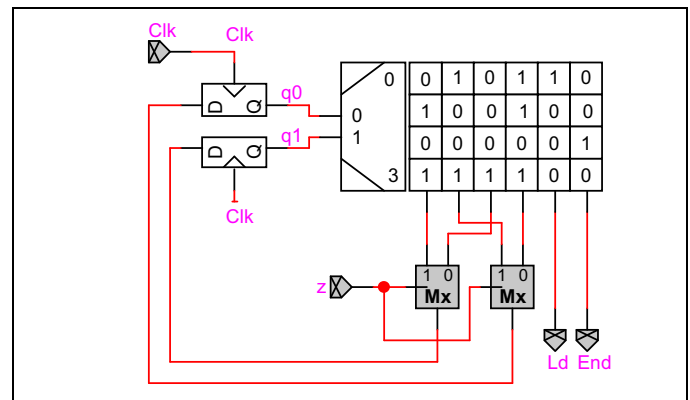 Clk
Clk
D Q q0
D Q q1
Clk
0 0 1 0 1 1 0
0 1 0 0 1 0 0
1 0 0 0 0 0 1
3 1 1 1 1 0 0
z
1 0
Mx
1 0
Mx
Ld End